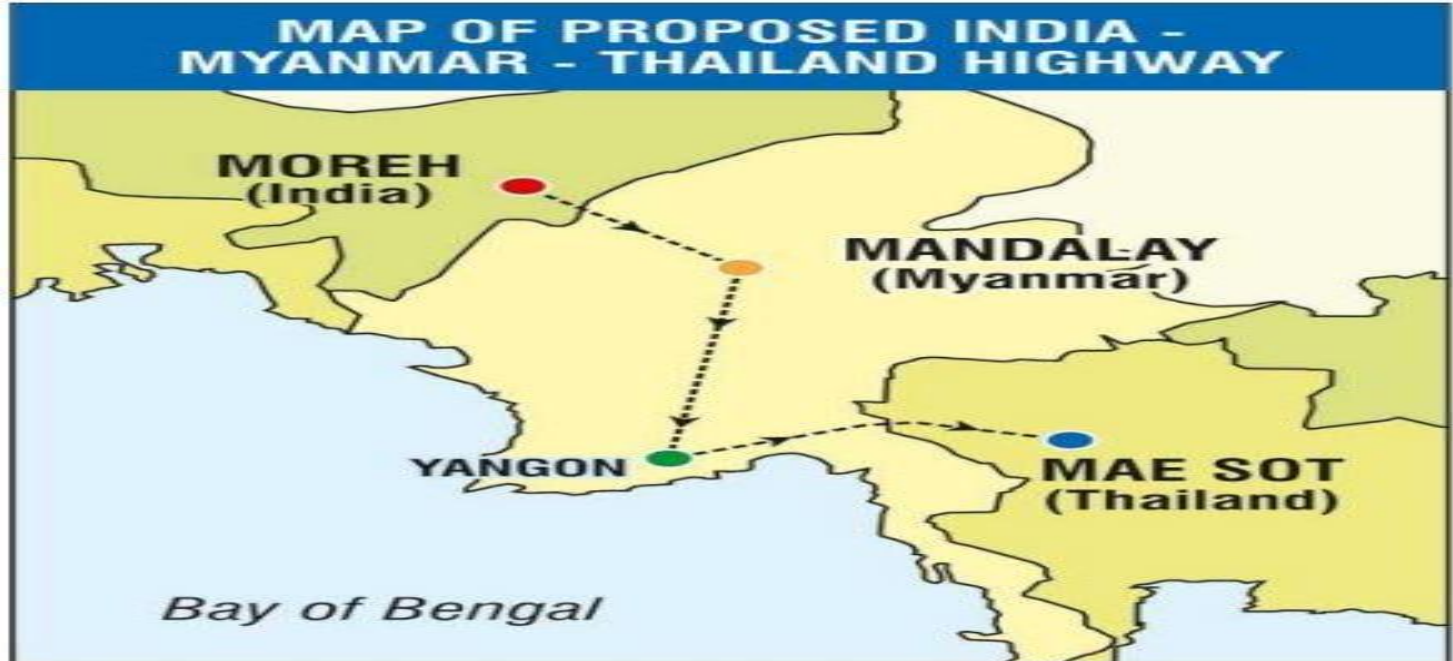 MAP OF PROPOSED INDIA -
MYANMAR - THAILAND HIGHWAY
MOREH
(India)
MANDALAY
(Myanmar)
YANGON
MAE SOT
(Thailand)
Bay of Bengal